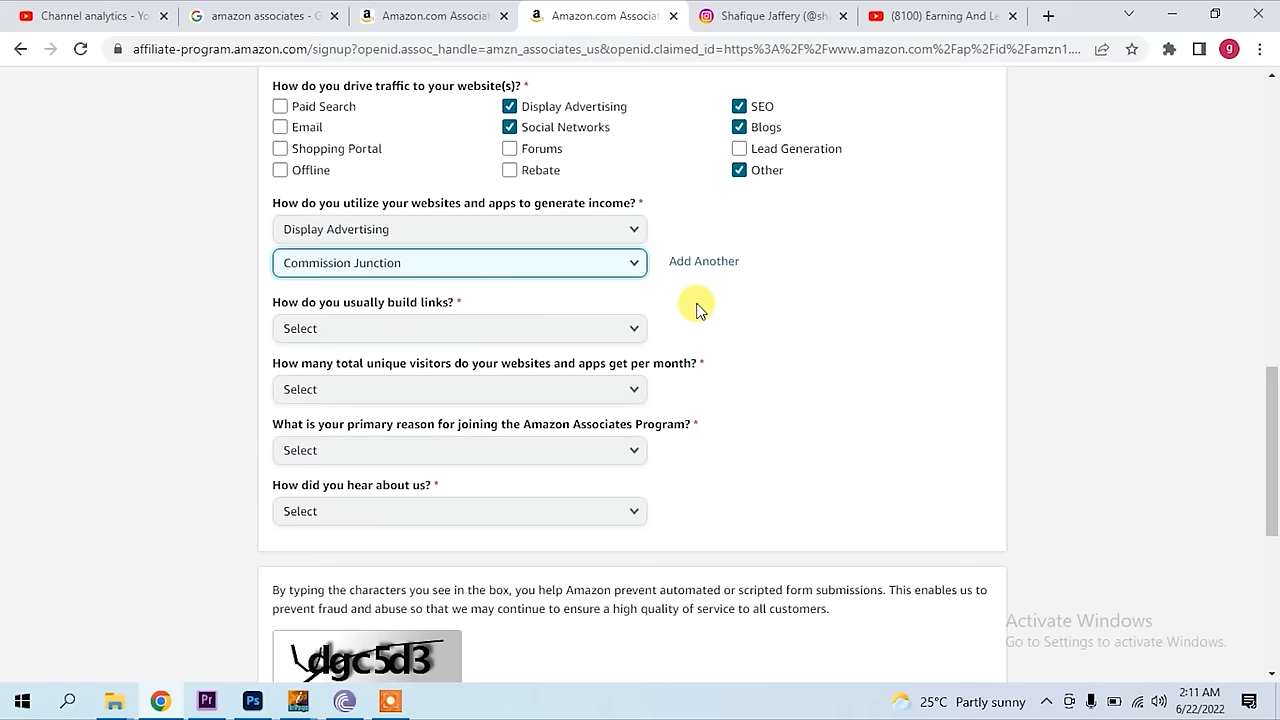 Channel analytics - Yo
amazon associates - G
Amazon.com Associat
Amazon.com Associat
Shafique Jaffery (@sh
(8100) Earning And Le
affiliate-program.amazon.com/signup?openid.assoc_handle=amzn_associates_us&openid.claimed_id=https%3A%2F%2Fwww.amazon.com%2Fap%2Fid%2Famzn1....
g
How do you drive traffic to your website(s)? *
Paid Search Display Advertising SEO
Email Social Networks Blogs
Shopping Portal Forums Lead Generation
Offline Rebate Other
How do you utilize your websites and apps to generate income? *
Display Advertising
Commission Junction Add Another
How do you usually build links? *
Select
How many total unique visitors do your websites and apps get per month? *
Select
What is your primary reason for joining the Amazon Associates Program? *
Select
How did you hear about us? *
Select
By typing the characters you see in the box, you help Amazon prevent automated or scripted form submissions. This enables us to
prevent fraud and abuse so that we may continue to ensure a high quality of service to all customers.
dgc5d3
Activate Windows
Go to Settings to activate Windows.
Pr Ps
25°C Partly sunny
2:11 AM
6/22/2022